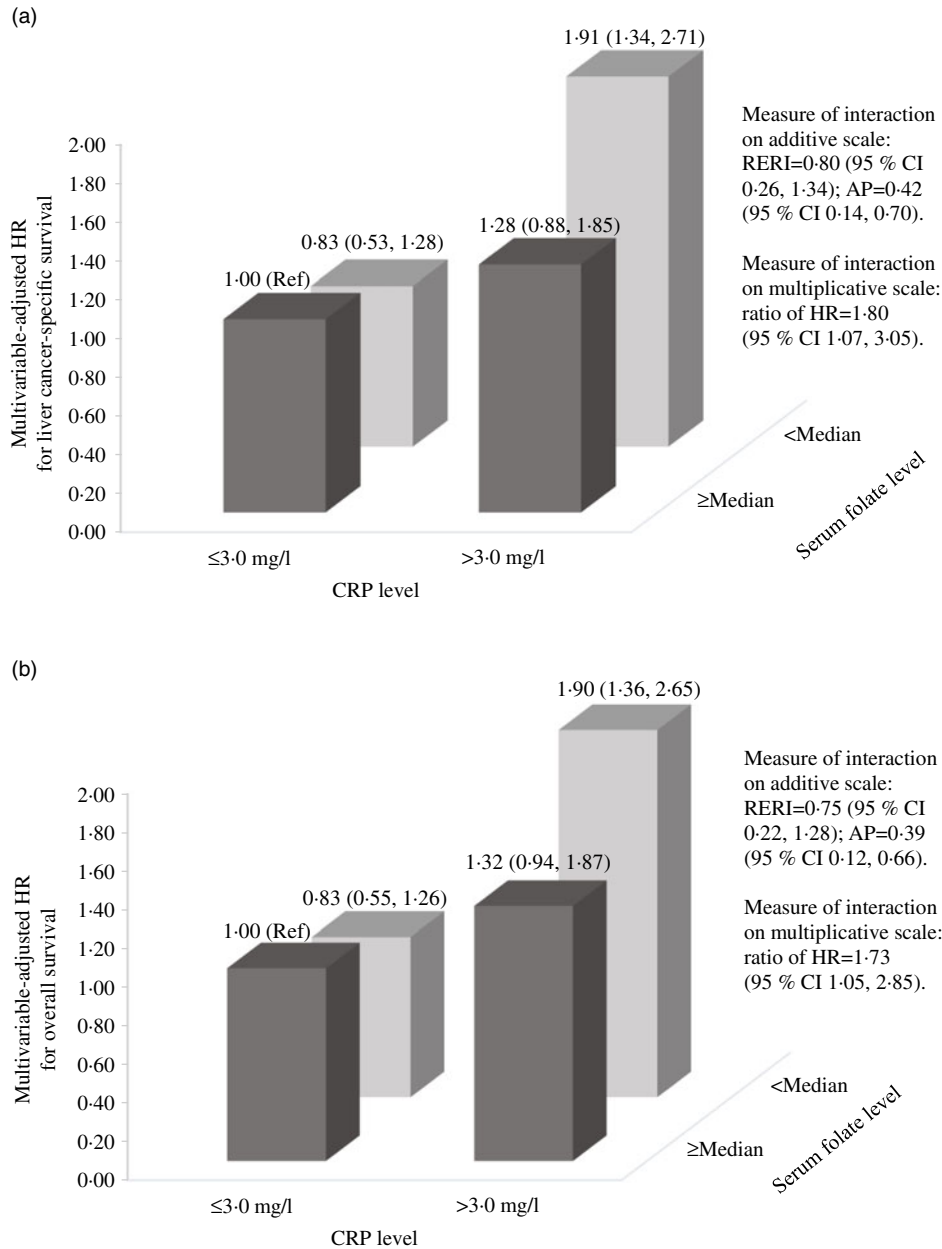 (a)
1·91 (1·34, 2·71)
Measure of interaction
on additive scale:
RERI=0·80 (95 % CI
0·26, 1·34); AP=0·42
(95 % CI 0·14, 0·70).
Measure of interaction
on multiplicative scale:
ratio of HR=1·80
(95 % CI 1·07, 3·05).
Multivariable-adjusted HR
for liver cancer-specific survival
2·00
1·80
1·60
1·40
1·20
1·00
0·80
0·60
0·40
0·20
0·00
1·00 (Ref)
0·83 (0·53, 1·28)
1·28 (0·88, 1·85)
<Median
≥Median
Serum folate level
≤3·0 mg/l
>3·0 mg/l
CRP level
(b)
1·90 (1·36, 2·65)
Measure of interaction
on additive scale:
RERI=0·75 (95 % CI
0·22, 1·28); AP=0·39
(95 % CI 0·12, 0·66).
Measure of interaction
on multiplicative scale:
ratio of HR=1·73
(95 % CI 1·05, 2·85).
Multivariable-adjusted HR
for overall survival
2·00
1·80
1·60
1·40
1·20
1·00
0·80
0·60
0·40
0·20
0·00
1·00 (Ref)
0·83 (0·55, 1·26)
1·32 (0·94, 1·87)
<Median
≥Median
Serum folate level
≤3·0 mg/l
>3·0 mg/l
CRP level